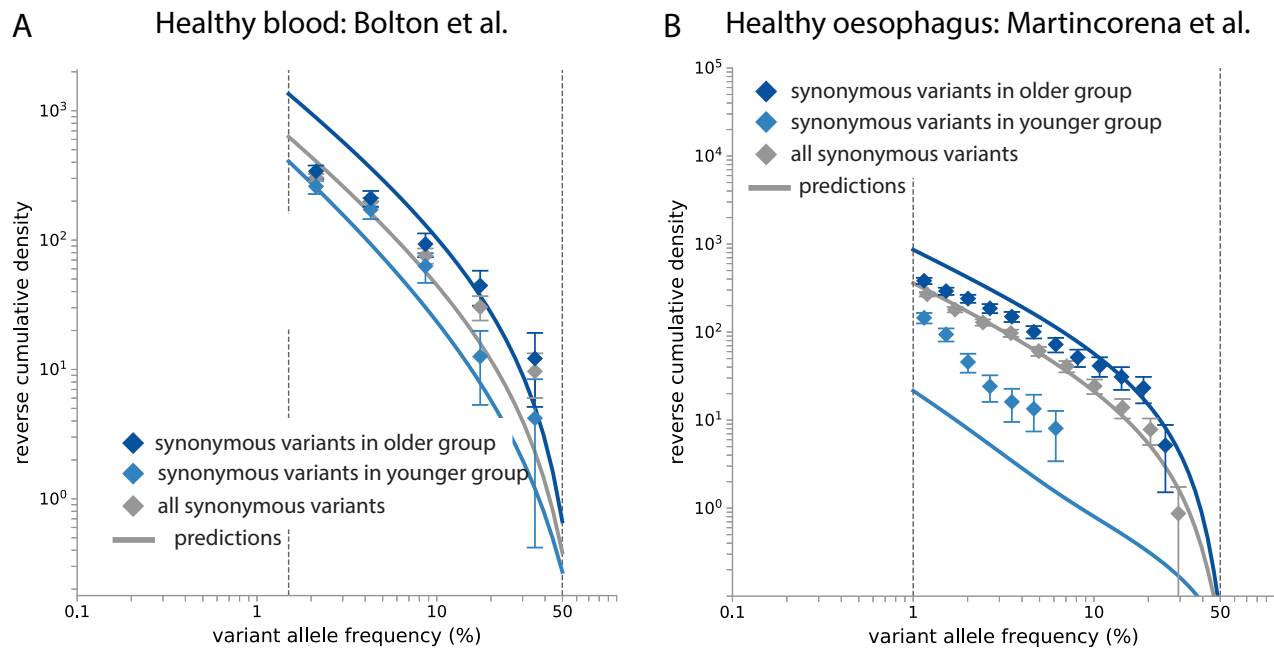 A
Healthy blood: Bolton et al.
10^3
10^2
10^1
10^0
reverse cumulative density
synonymous variants in older group
synonymous variants in younger group
all synonymous variants
predictions
0.1
1
10
50
variant allele frequency (%)
B
Healthy oesophagus: Martincorena et al.
10^5
10^4
10^3
10^2
10^1
10^0
reverse cumulative density
synonymous variants in older group
synonymous variants in younger group
all synonymous variants
predictions
0.1
1
10
50
variant allele frequency (%)